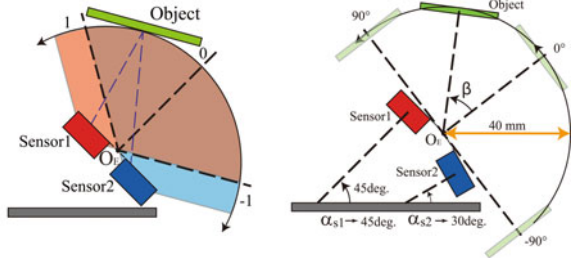 Object
1
0
Sensor1
O_E
Sensor2
-1
Object
90°
0°
β
Sensor1
O_E
40 mm
Sensor2
45deg.
α_s1→45deg.
α_s2→30deg.
-90°